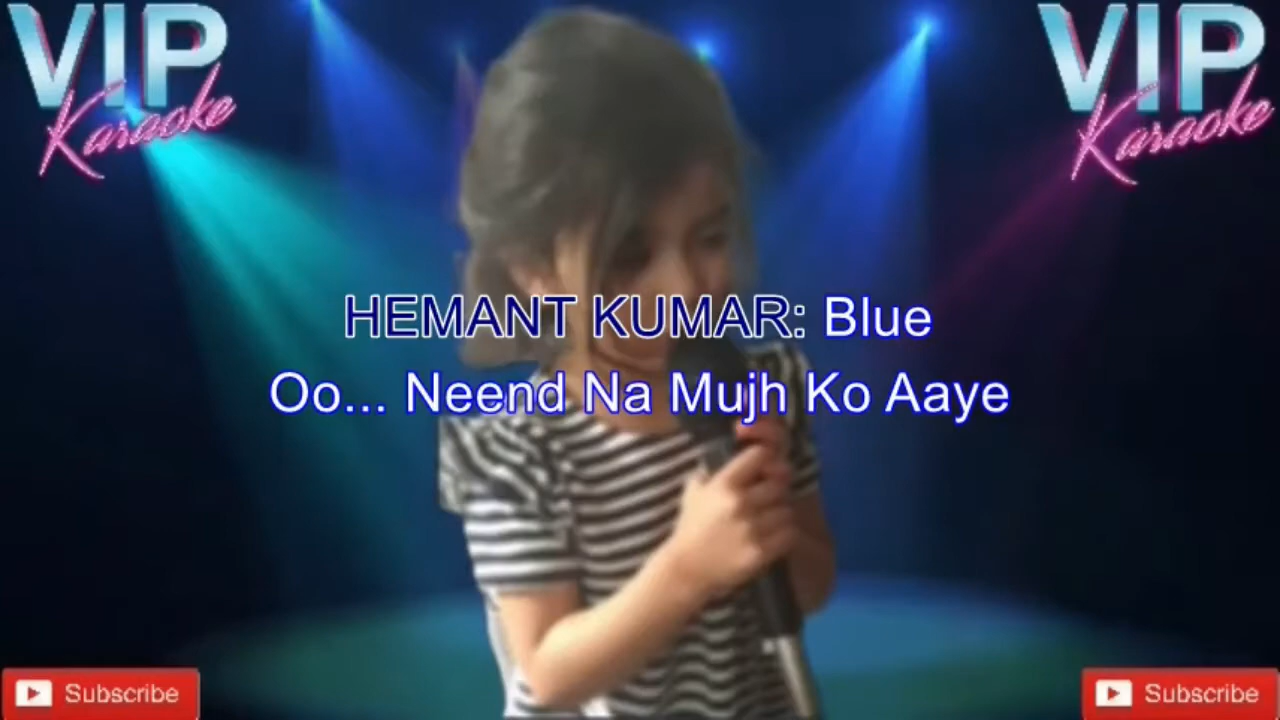 VIP
Karaoke
VIP
Karaoke
HEMANT KUMAR: Blue
Oo... Neend Na Mujh Ko Aaye
Subscribe
Subscribe